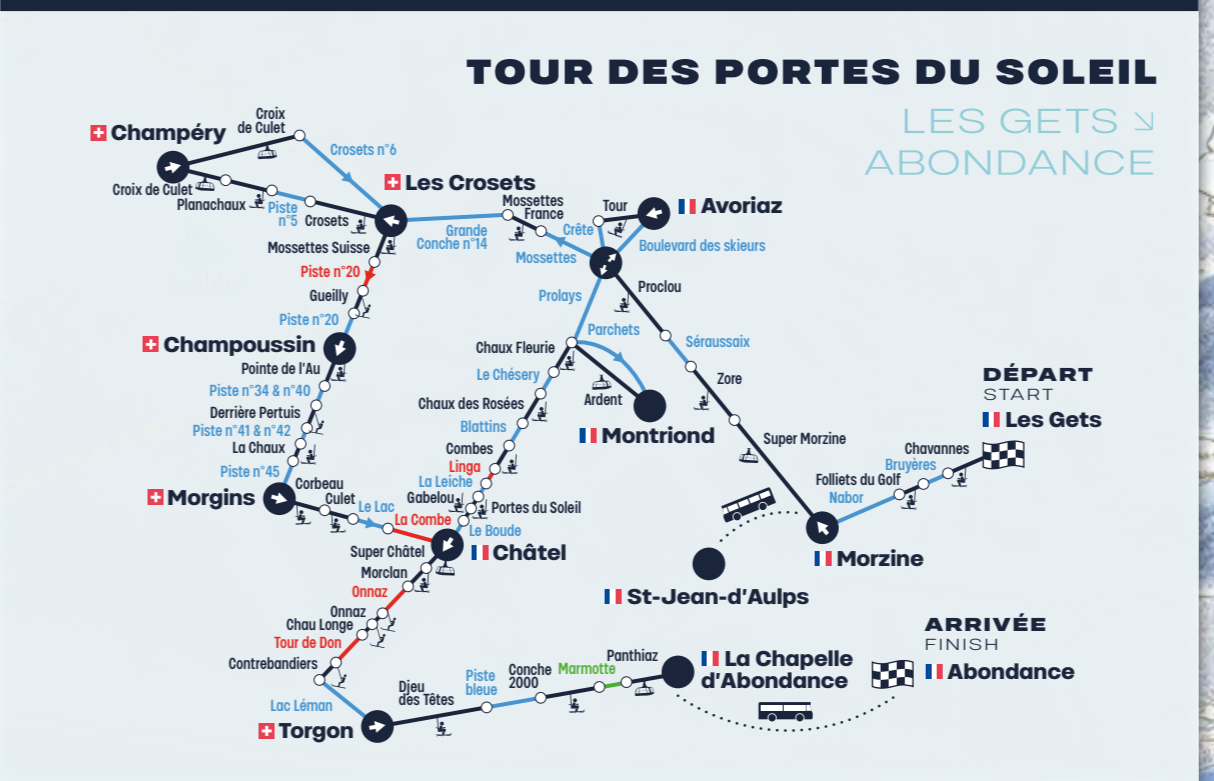 TOUR DES PORTES DU SOLEIL
LES GETS
ABONDANCE
Champéry
Croix
de Culet
Crosets n°6
Croix de Culet
Planachaux
Piste
n°5
Crosets
Les Crosets
Mossettes
France
Grande
Conche n°14
Crête
Tour
Avoriaz
Mossettes
Boulevard des skieurs
Mossettes Suisse
Piste n°20
Gueilly
Piste n°20
Prolays
Proclou
Parchets
Séraussaix
Champoussin
Pointe de l'Au
Piste n°34 & n°40
Derrière Pertuis
Piste n°41 & n°42
La Chaux
Piste n°45
Chaux Fleurie
Le Chésery
Chaux des Rosées
Blattins
Combes
Linga
La Leiche
Gabelou
Portes du Soleil
Le Boude
Ardent
Montriond
Zore
Super Morzine
DÉPART
START
Les Gets
Chavannes
Bruyères
Folliets du Golf
Nabor
Morzine
St-Jean-d'Aulps
Morgins
Corbeau
Culet
Le Lac
La Combe
Châtel
Super Châtel
Morclan
Onnaz
Onnaz
Chau Longe
Tour de Don
Contrebandiers
Lac Léman
Torgon
Djeu
des Têtes
Piste
bleue
Conche
2000
Marmotte
Panthiaz
La Chapelle
d'Abondance
ARRIVÉE
FINISH
Abondance